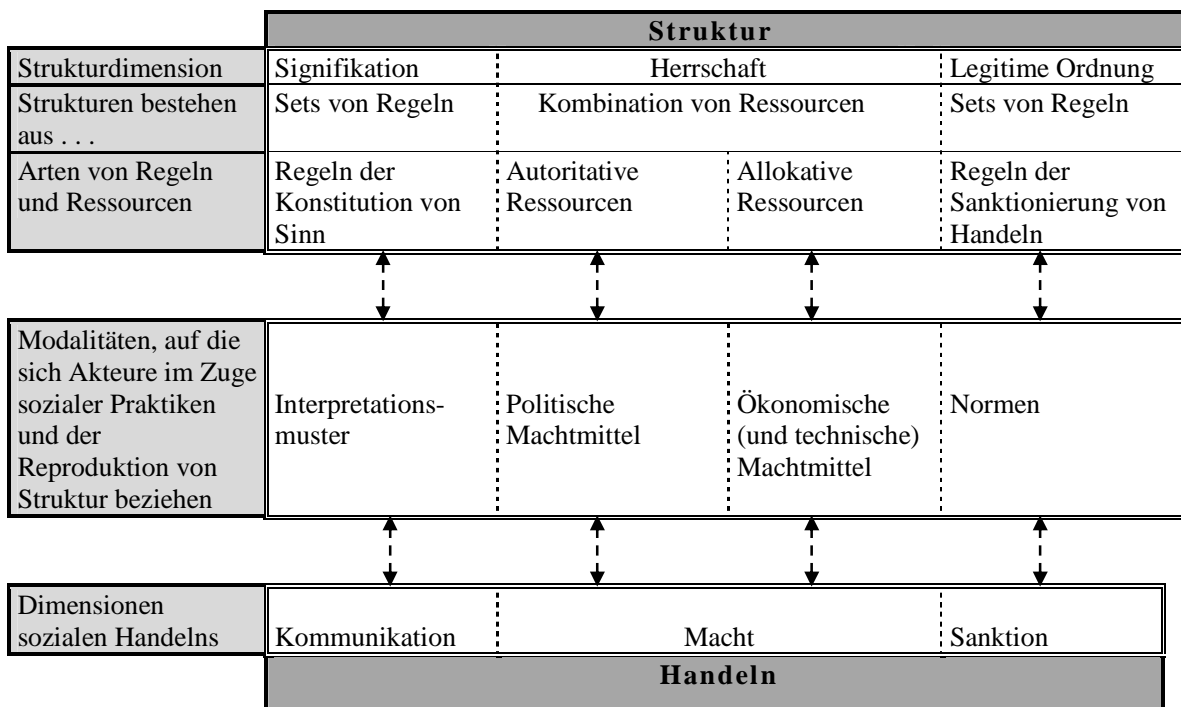 Struktur
Strukturdimension Signifikation Herrschaft Legitime Ordnung
Strukturen bestehen Sets von Regeln Kombination von Ressourcen Sets von Regeln
aus . . .
Arten von Regeln Regeln der Autoritative Allokative Regeln der
und Ressourcen Konstitution von Ressourcen Ressourcen Sanktionierung von
Sinn Handeln
Modalitäten, auf die
sich Akteure im Zuge
sozialer Praktiken Interpretations- Politische Ökonomische Normen
und der muster Machtmittel (und technische)
Reproduktion von Machtmittel
Struktur beziehen
Dimensionen
sozialen Handelns Kommunikation Macht Sanktion
Handeln